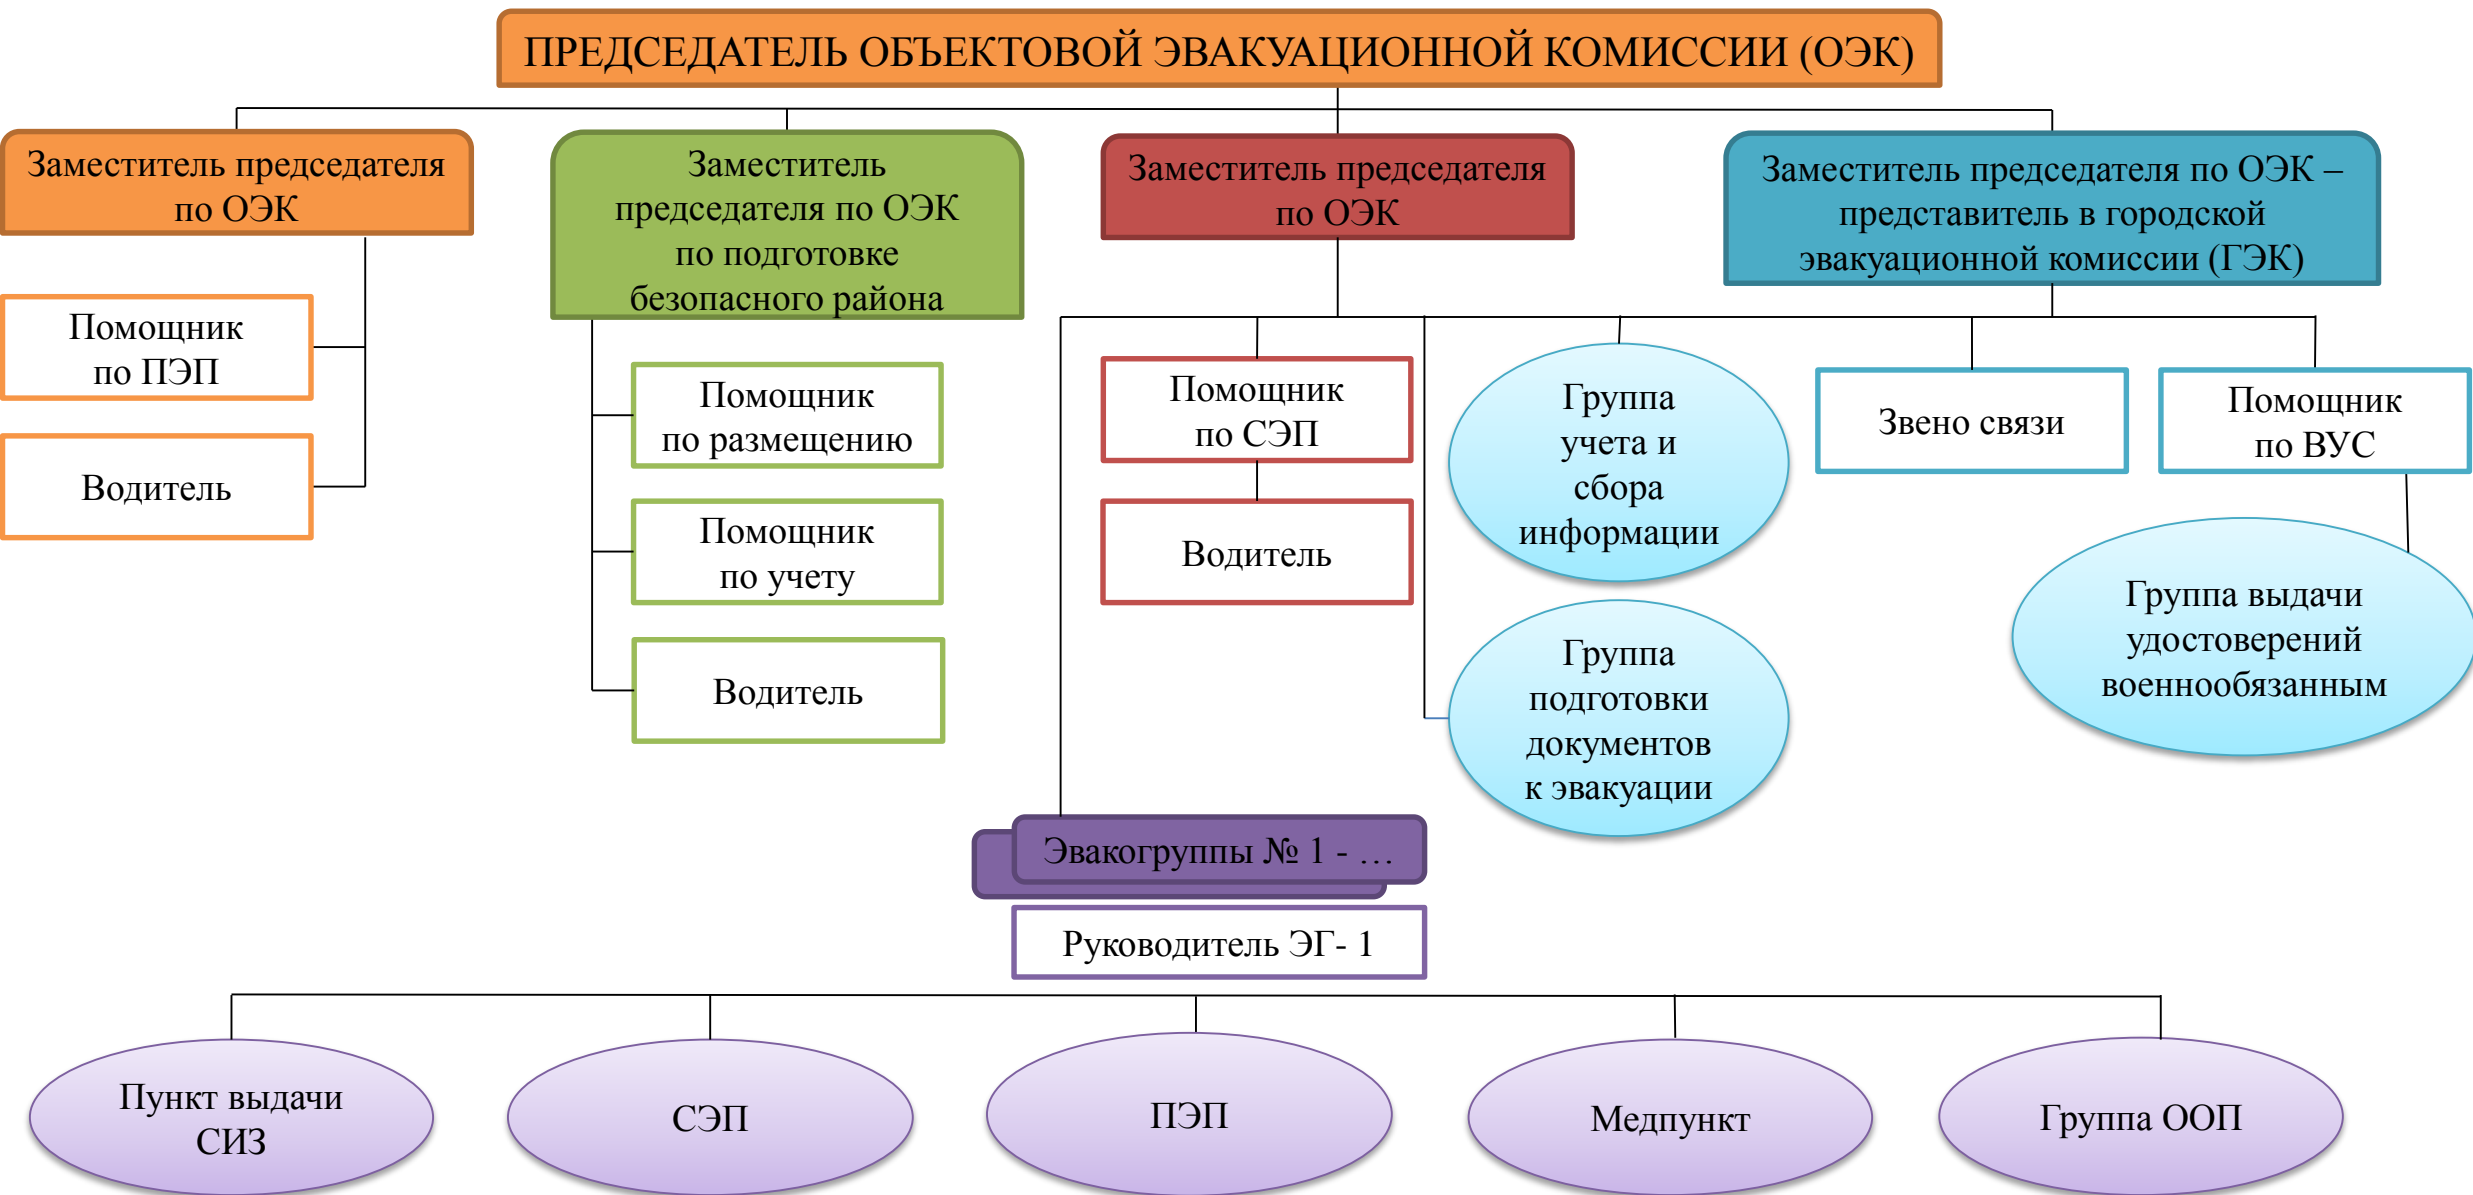 ПРЕДСЕДАТЕЛЬ ОБЪЕКТОВОЙ ЭВАКУАЦИОННОЙ КОМИССИИ (ОЭК)
Заместитель председателя
по ОЭК
Заместитель
председателя по ОЭК
по подготовке
безопасного района
Заместитель председателя
по ОЭК
Заместитель председателя по ОЭК –
представитель в городской
эвакуационной комиссии (ГЭК)
Помощник
по ПЭП
Водитель
Помощник
по размещению
Помощник
по учету
Водитель
Помощник
по СЭП
Водитель
Группа
учета и
сбора
информации
Группа
подготовки
документов
к эвакуации
Звено связи
Помощник
по ВУС
Группа выдачи
удостоверений
военнообязанным
Эвакогруппы № 1 - …
Руководитель ЭГ- 1
Пункт выдачи
СИЗ
СЭП
ПЭП
Медпункт
Группа ООП